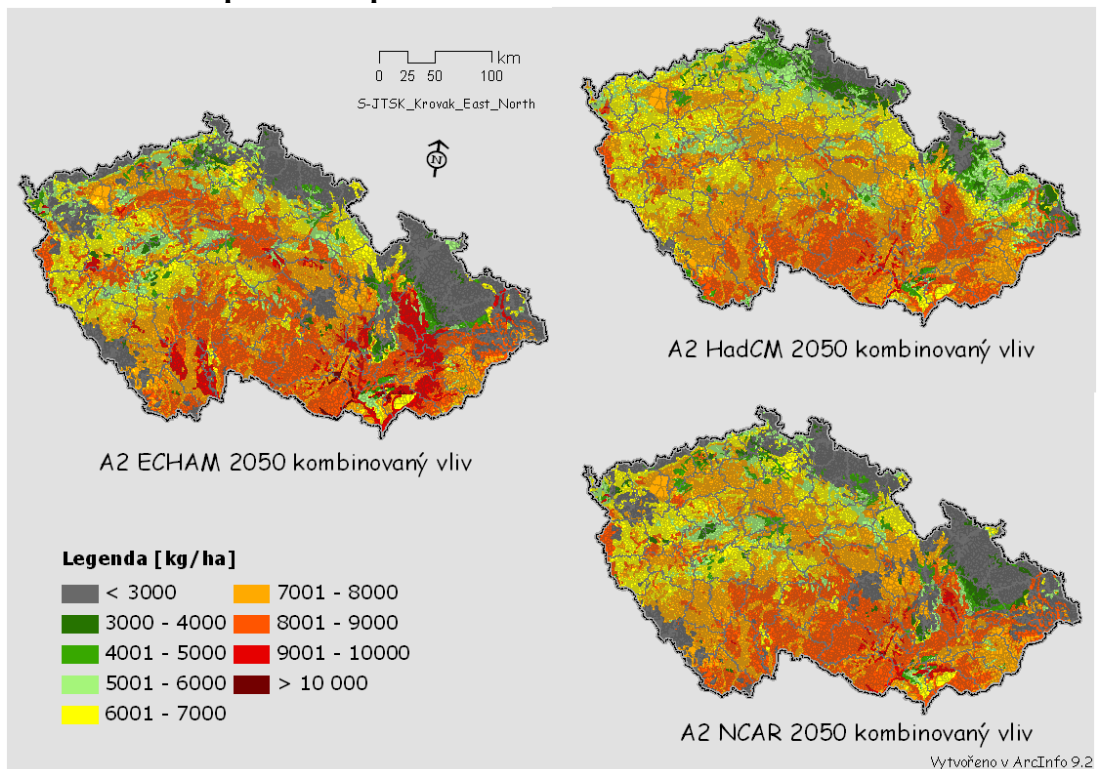 km
0 25 50 100
S-JTSK_Krovak_East_North
N
A2 ECHAM 2050 kombinovaný vliv
A2 HadCM 2050 kombinovaný vliv
A2 NCAR 2050 kombinovaný vliv
Legenda [kg/ha]
< 3000
3000 - 4000
4001 - 5000
5001 - 6000
6001 - 7000
7001 - 8000
8001 - 9000
9001 - 10000
> 10 000
Vytvořeno v ArcInfo 9.2